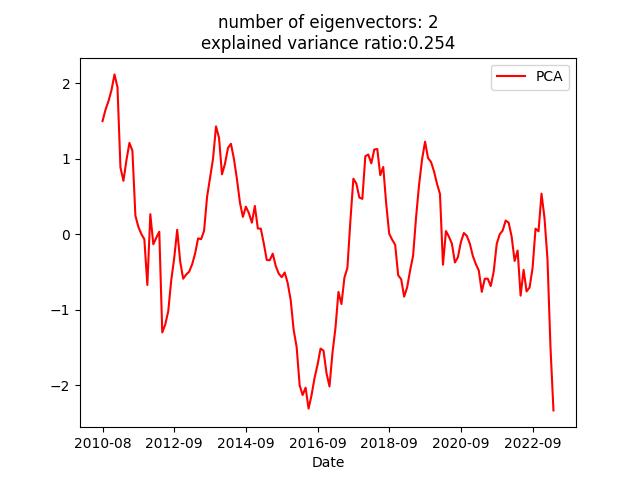 number of eigenvectors: 2
explained variance ratio:0.254
PCA
2
1
0
−1
−2
2010-08 2012-09 2014-09 2016-09 2018-09 2020-09 2022-09
Date